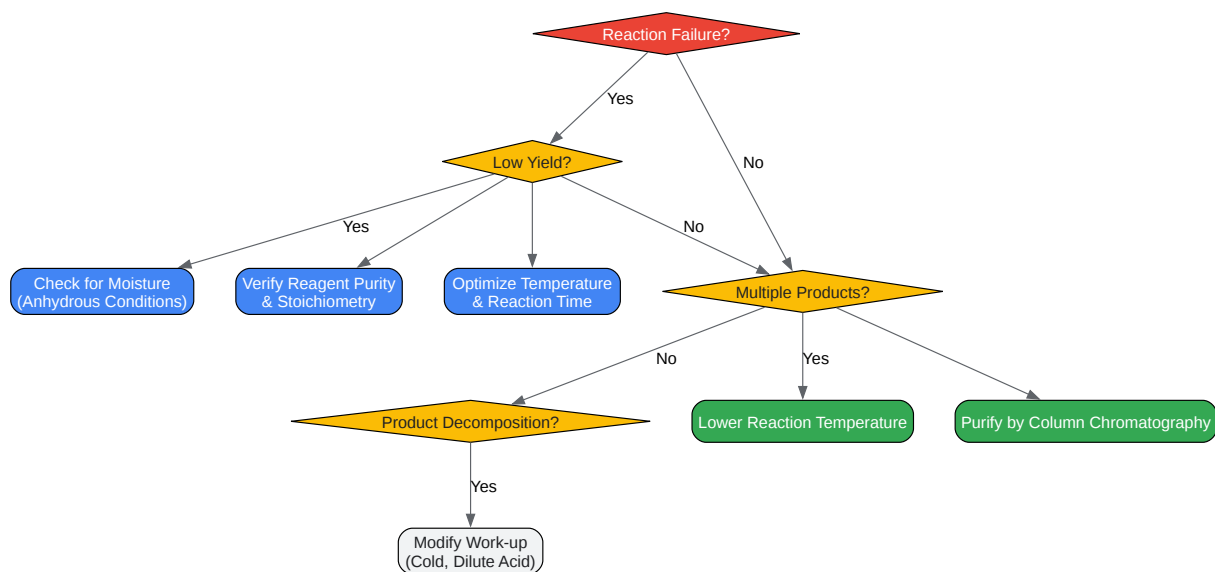 Reaction Failure?
Yes
No
Low Yield?
Yes
No
Check for Moisture
(Anhydrous Conditions)
Verify Reagent Purity
& Stoichiometry
Optimize Temperature
& Reaction Time
Multiple Products?
No
Yes
Product Decomposition?
Lower Reaction Temperature
Purify by Column Chromatography
Yes
Modify Work-up
(Cold, Dilute Acid)